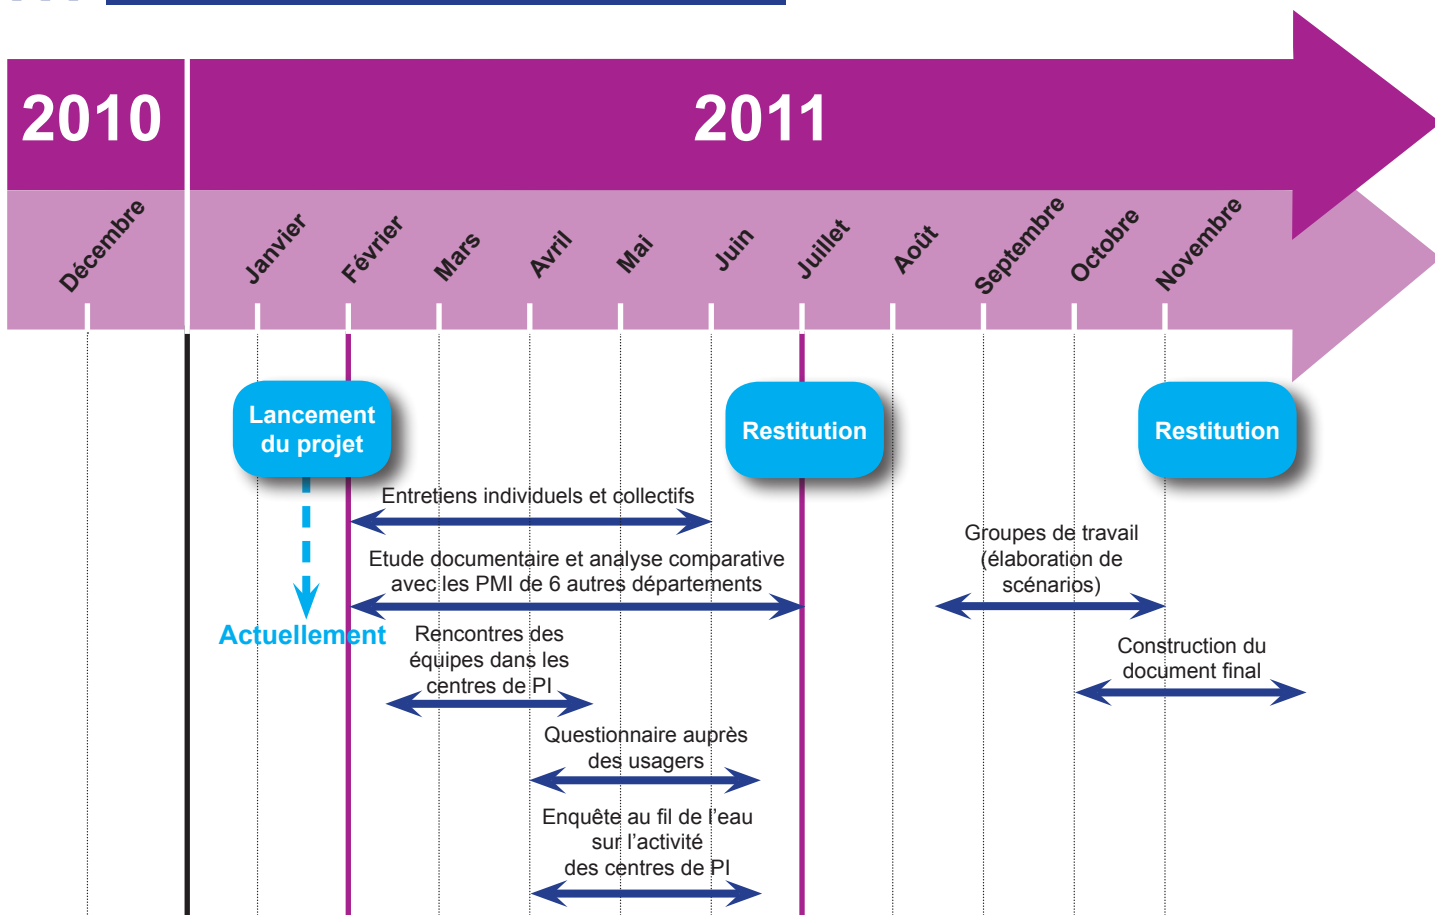 2010
2011
Décembre
Janvier
Février
Mars
Avril
Mai
Juin
Juillet
Août
Septembre
Octobre
Novembre
Lancement
du projet
Restitution
Restitution
Entretiens individuels et collectifs
Etude documentaire et analyse comparative
avec les PMI de 6 autres départements
Groupes de travail
(élaboration de
scénarios)
Actuellement
Rencontres des
équipes dans les
centres de PI
Construction du
document final
Questionnaire auprès
des usagers
Enquête au fil de l’eau
sur l’activité
des centres de PI